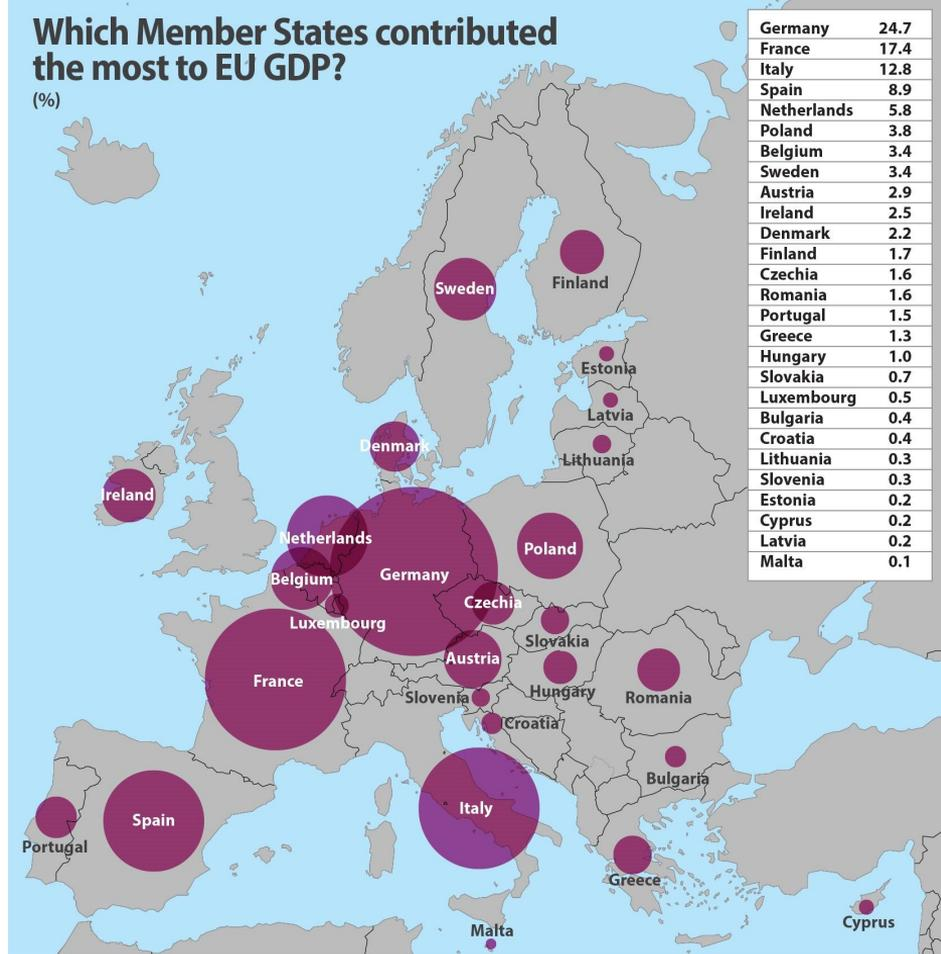 Which Member States contributed
the most to EU GDP?
(%)
Germany 24.7
France 17.4
Italy 12.8
Spain 8.9
Netherlands 5.8
Poland 3.8
Belgium 3.4
Sweden 3.4
Austria 2.9
Ireland 2.5
Denmark 2.2
Finland 1.7
Czechia 1.6
Romania 1.6
Portugal 1.5
Greece 1.3
Hungary 1.0
Slovakia 0.7
Luxembourg 0.5
Bulgaria 0.4
Croatia 0.4
Lithuania 0.3
Slovenia 0.3
Estonia 0.2
Cyprus 0.2
Latvia 0.2
Malta 0.1
Finland
Sweden
Estonia
Latvia
Denmark
Lithuania
Ireland
Netherlands
Poland
Germany
Belgium
Czechia
Luxembourg
Slovakia
Austria
France
Hungary
Slovenia
Romania
Croatia
Bulgaria
Italy
Spain
Portugal
Greece
Cyprus
Malta